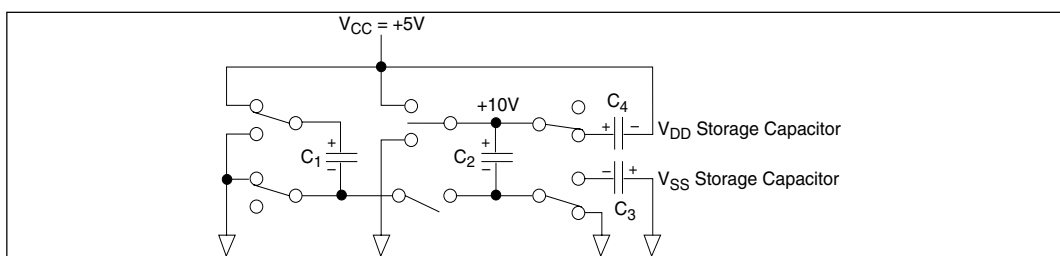 V_CC = +5V
+10V
C_4
+ −
V_DD Storage Capacitor
+
C_1
−
+
C_2
−
− +
V_SS Storage Capacitor
C_3